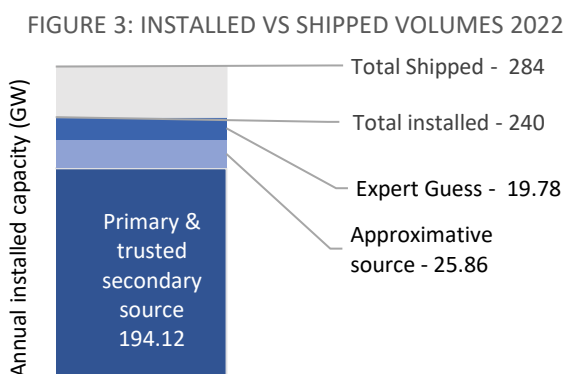 FIGURE 3: INSTALLED VS SHIPPED VOLUMES 2022
Annual installed capacity (GW)
Total Shipped - 284
Total installed - 240
Expert Guess - 19.78
Approximative
source - 25.86
Primary &
trusted
secondary
source
194.12